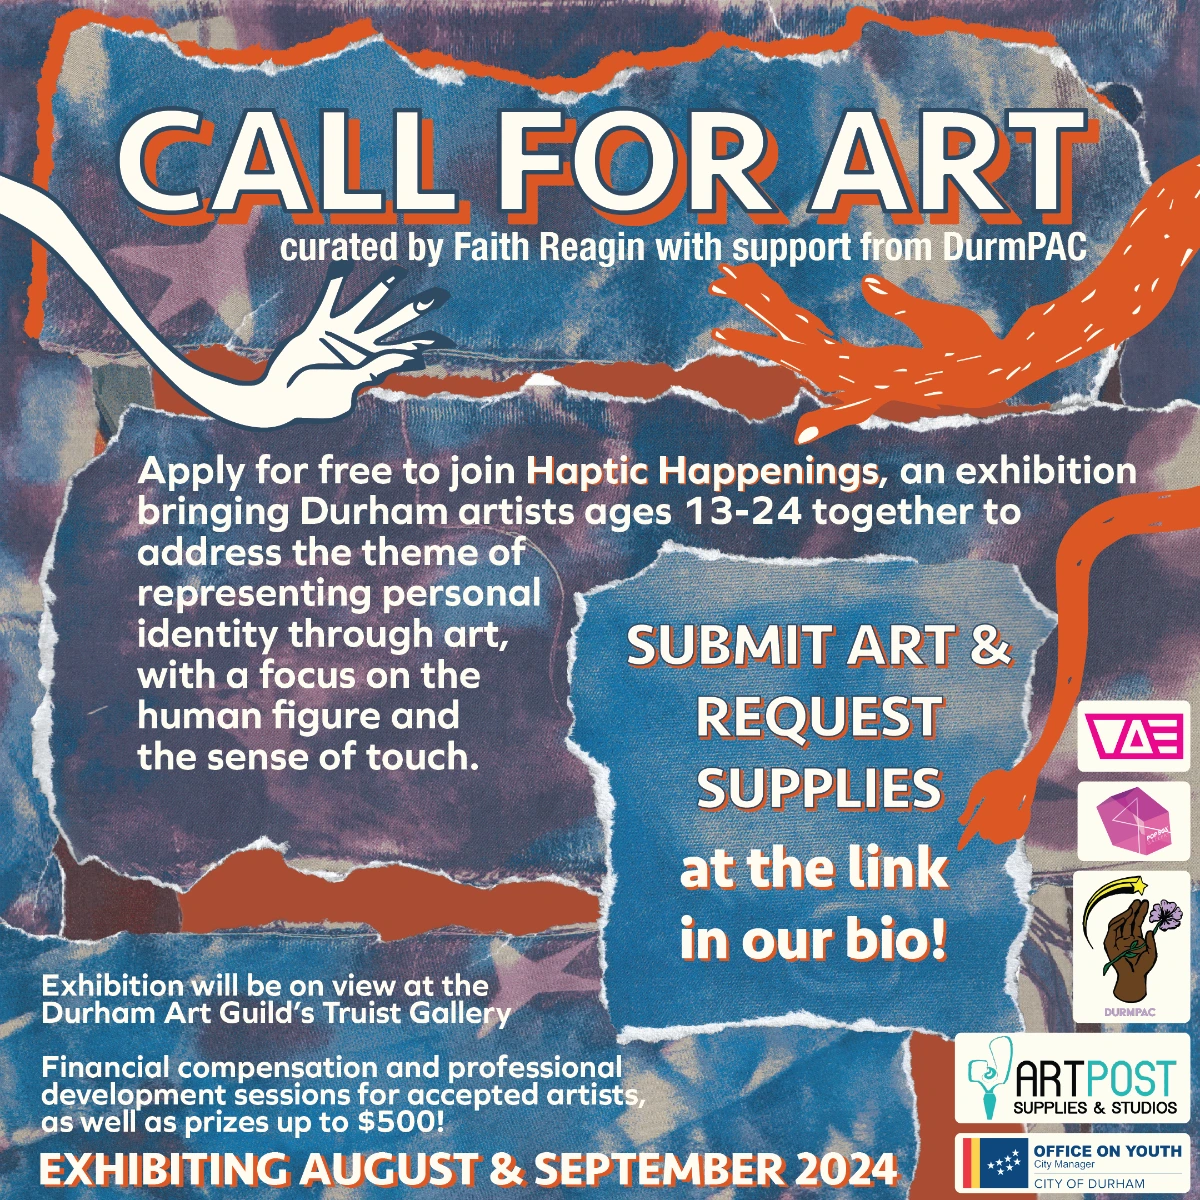 CALL FOR ART
curated by Faith Reagin with support from DurmPAC
Apply for free to join Haptic Happenings, an exhibition
bringing Durham artists ages 13-24 together to
address the theme of
representing personal
identity through art,
with a focus on the
human figure and
the sense of touch.
SUBMIT ART &
REQUEST
SUPPLIES
at the link
in our bio!
Exhibition will be on view at the
Durham Art Guild's Truist Gallery
Financial compensation and professional
development sessions for accepted artists,
as well as prizes up to $500!
EXHIBITING AUGUST & SEPTEMBER 2024
VAE
POP BOX
DURMPAC
ARTPOST
SUPPLIES & STUDIOS
OFFICE ON YOUTH
City Manager
CITY OF DURHAM